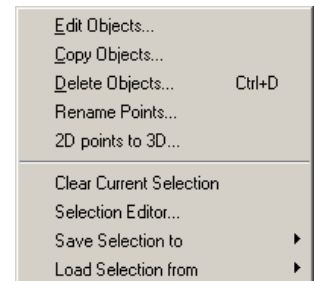 Edit Objects...
Copy Objects...
Delete Objects... Ctrl+D
Rename Points...
2D points to 3D...
Clear Current Selection
Selection Editor...
Save Selection to
Load Selection from